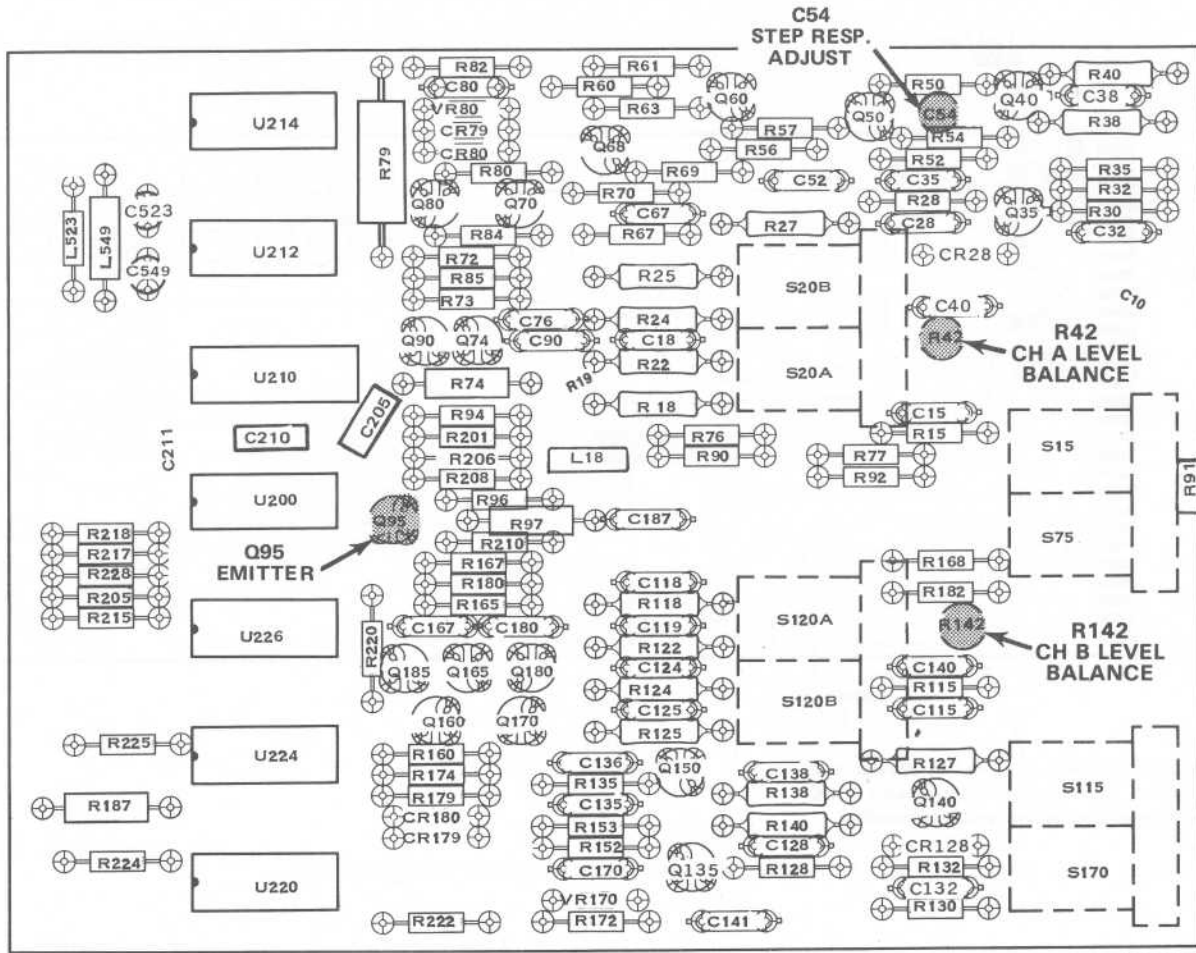 C54
STEP RESP.
ADJUST
R82
C80
VR80
CR79
CR80
R80
R61
R60
R63
Q60
Q68
R57
R56
R69
R50
Q50
C54
R54
Q40
R40
C38
R38
U214
R79
L523
L549
C523
C549
U212
Q80
Q70
R84
R72
R85
R73
R70
C67
R67
C52
R52
C35
R28
C28
Q35
R35
R32
R30
C32
R27
CR28
R25
S20B
C76
R24
C90
C18
R22
Q90
Q74
C40
R42
C10
R42
CH A LEVEL
BALANCE
U210
R74
R19
S20A
C205
R94
R201
R206
R208
R18
C15
R15
C210
C211
L18
R76
R90
R77
R92
S15
R91
U200
Q95
R96
R97
R210
C187
S75
Q95
EMITTER
R218
R217
R228
R205
R215
R167
R180
R165
R168
R182
U226
R220
C167
C180
C118
R118
C119
R122
C124
R124
C125
R125
S120A
R142
R142
CH B LEVEL
BALANCE
Q185
Q165
Q180
S120B
C140
R115
C115
Q160
Q170
R225
U224
R160
R174
R179
CR180
CR179
C136
R135
C135
R153
R152
C170
Q150
C138
R138
R127
S115
R187
Q140
R140
C128
R128
CR128
R132
C132
R130
S170
R224
U220
Q135
VR170
R222
R172
C141